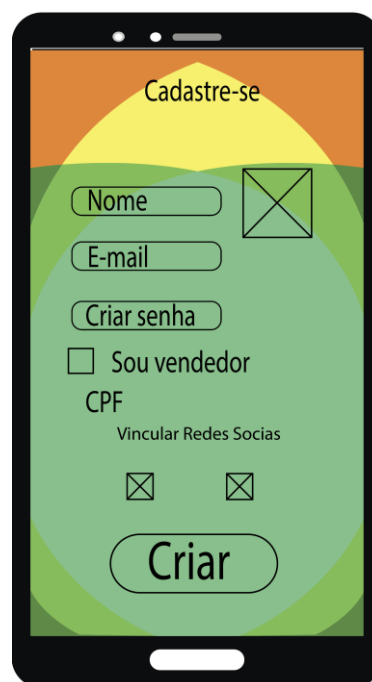 Cadastre-se
Nome
E-mail
Criar senha
Sou vendedor
CPF
Vincular Redes Socias
Criar